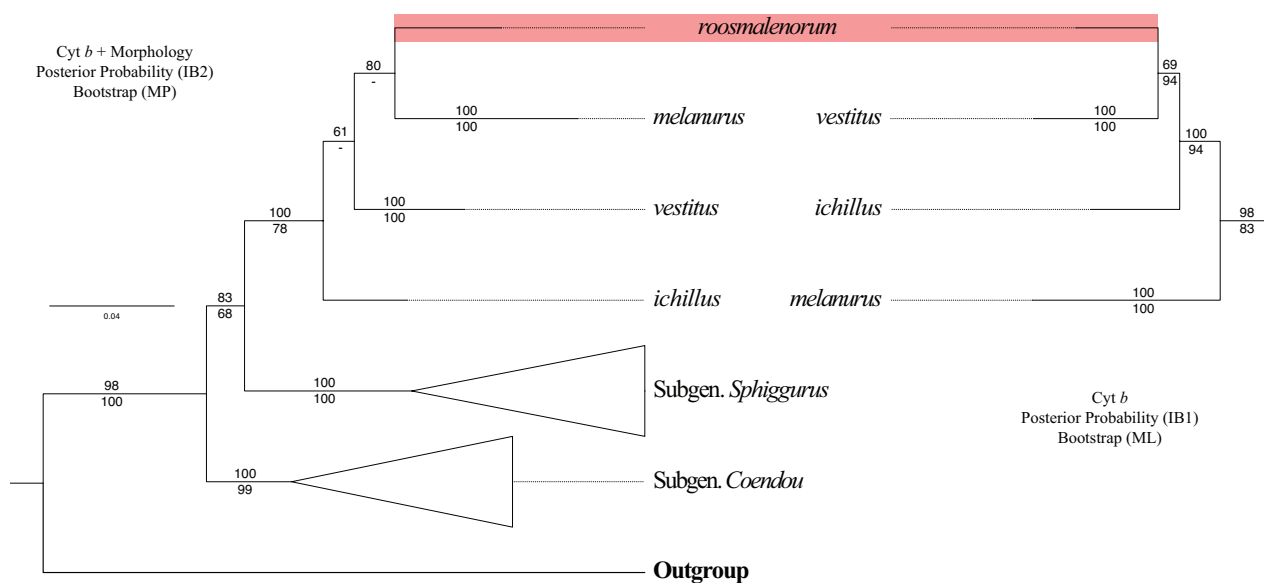 roosmalenorum
Cyt b + Morphology
Posterior Probability (IB2)
Bootstrap (MP)
80
-
69
94
100
100
melanurus
vestitus
100
100
61
-
100
94
100
100
vestitus
ichillus
100
78
98
83
ichillus
melanurus
100
100
0.04
83
68
98
100
100
100
Subgen. Sphiggurus
Cyt b
Posterior Probability (IB1)
Bootstrap (ML)
100
99
Subgen. Coendou
Outgroup